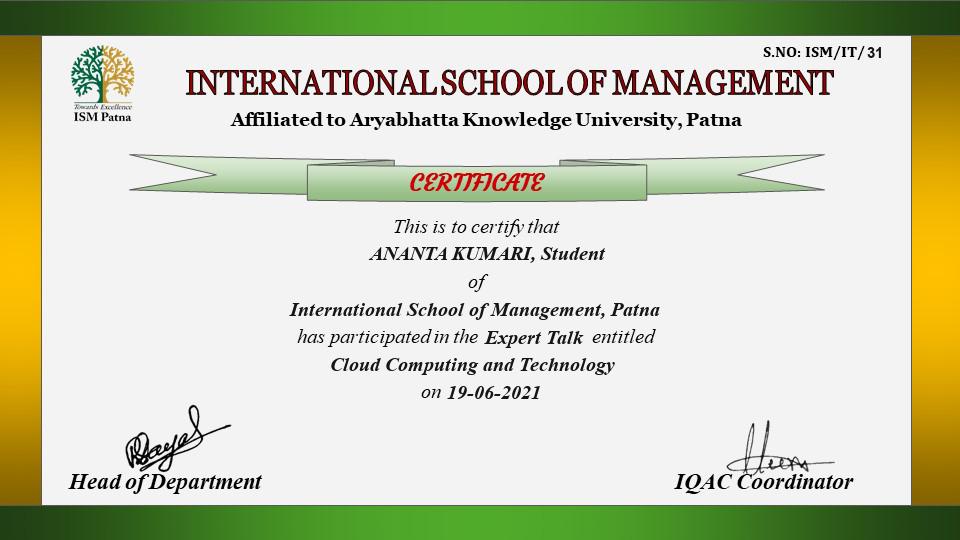 S.NO: ISM/IT/ 31
INTERNATIONAL SCHOOL OF MANAGEMENT
Towards Excellence
ISM Patna
Affiliated to Aryabhatta Knowledge University, Patna
CERTIFICATE
This is to certify that
ANANTA KUMARI, Student
of
International School of Management, Patna
has participated in the Expert Talk entitled
Cloud Computing and Technology
on 19-06-2021
Head of Department
IQAC Coordinator